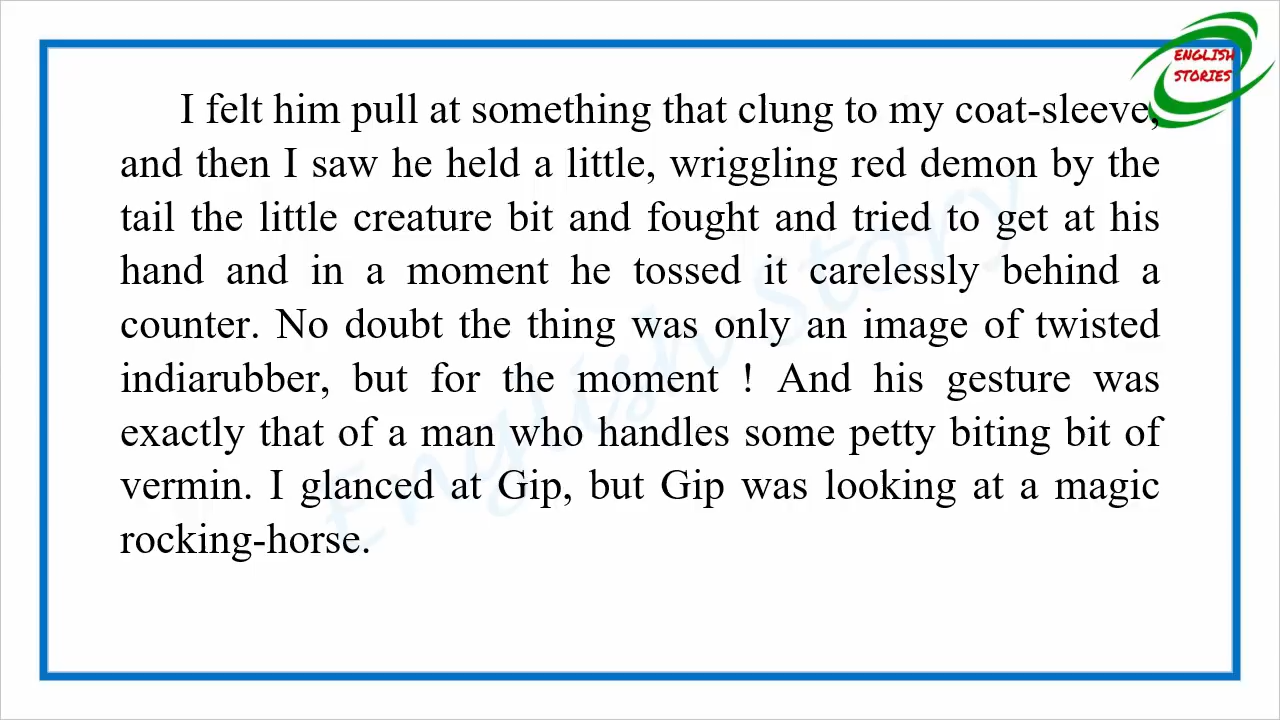 ENGLISH
STORIES
I felt him pull at something that clung to my coat-sleeve,
and then I saw he held a little, wriggling red demon by the
tail the little creature bit and fought and tried to get at his
hand and in a moment he tossed it carelessly behind a
counter. No doubt the thing was only an image of twisted
indiarubber, but for the moment ! And his gesture was
exactly that of a man who handles some petty biting bit of
vermin. I glanced at Gip, but Gip was looking at a magic
rocking-horse.
English Story